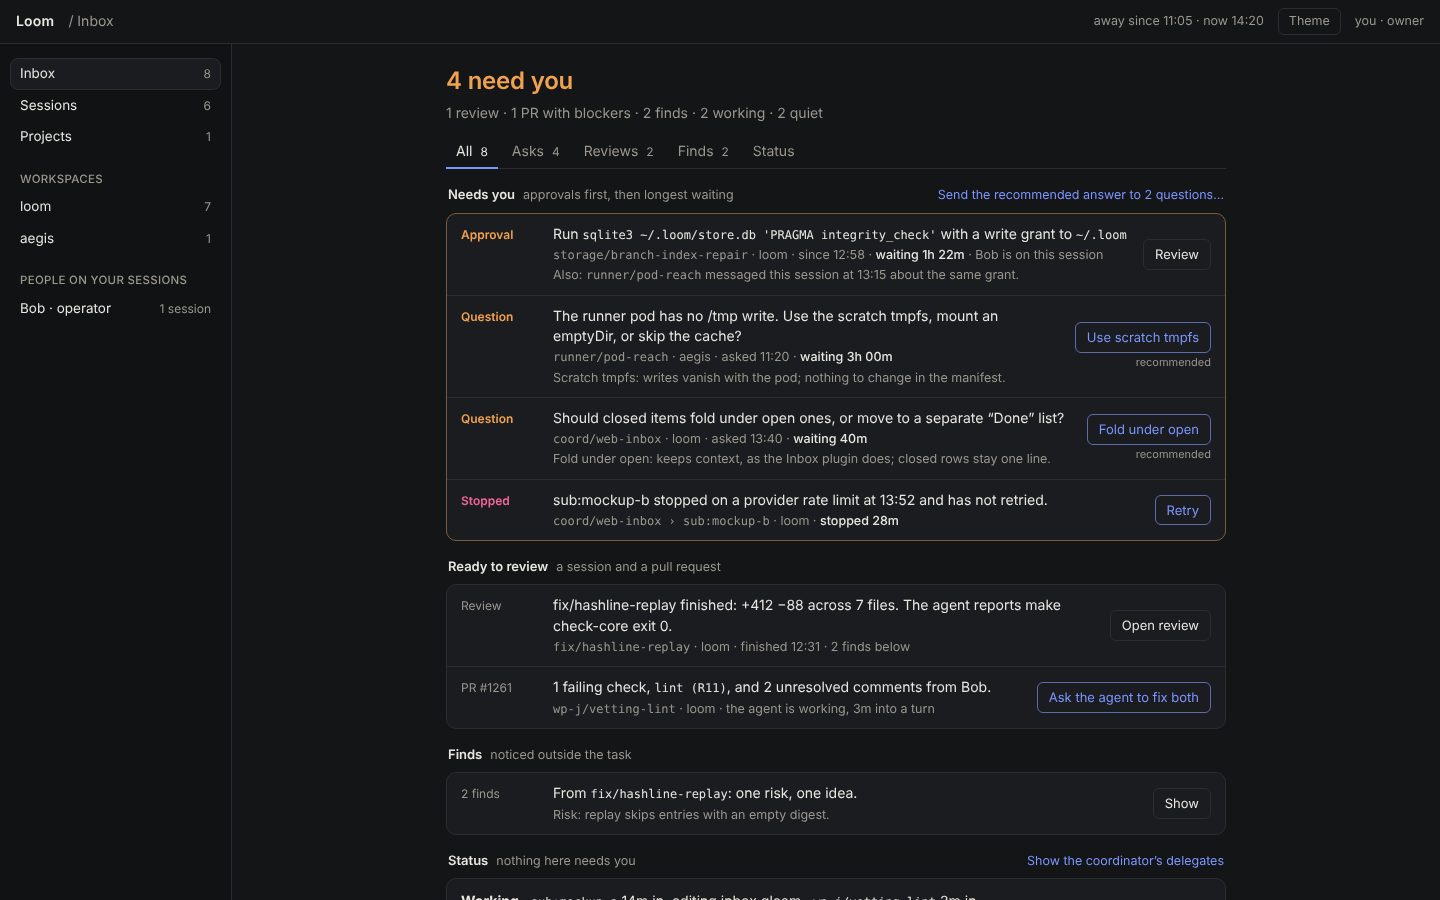 Loom / Inbox
away since 11:05 · now 14:20
Theme
you · owner
Inbox 8
Sessions 6
Projects 1
WORKSPACES
loom 7
aegis 1
PEOPLE ON YOUR SESSIONS
Bob · operator 1 session
4 need you
1 review · 1 PR with blockers · 2 finds · 2 working · 2 quiet
All 8 Asks 4 Reviews 2 Finds 2 Status
Needs you approvals first, then longest waiting
Send the recommended answer to 2 questions…
Approval
Run sqlite3 ~/.loom/store.db 'PRAGMA integrity_check' with a write grant to ~/.loom
storage/branch-index-repair · loom · since 12:58 · waiting 1h 22m · Bob is on this session
Also: runner/pod-reach messaged this session at 13:15 about the same grant.
Review
Question
The runner pod has no /tmp write. Use the scratch tmpfs, mount an
emptyDir, or skip the cache?
runner/pod-reach · aegis · asked 11:20 · waiting 3h 00m
Scratch tmpfs: writes vanish with the pod; nothing to change in the manifest.
Use scratch tmpfs
recommended
Question
Should closed items fold under open ones, or move to a separate “Done” list?
coord/web-inbox · loom · asked 13:40 · waiting 40m
Fold under open: keeps context, as the Inbox plugin does; closed rows stay one line.
Fold under open
recommended
Stopped
sub:mockup-b stopped on a provider rate limit at 13:52 and has not retried.
coord/web-inbox › sub:mockup-b · loom · stopped 28m
Retry
Ready to review a session and a pull request
Review
fix/hashline-replay finished: +412 −88 across 7 files. The agent reports make
check-core exit 0.
fix/hashline-replay · loom · finished 12:31 · 2 finds below
Open review
PR #1261
1 failing check, lint (R11), and 2 unresolved comments from Bob.
wp-j/vetting-lint · loom · the agent is working, 3m into a turn
Ask the agent to fix both
Finds noticed outside the task
2 finds
From fix/hashline-replay: one risk, one idea.
Risk: replay skips entries with an empty digest.
Show
Status nothing here needs you
Show the coordinator’s delegates
Working
14m in, editing inbox.gleam · wp-j/vetting-lint 3m in